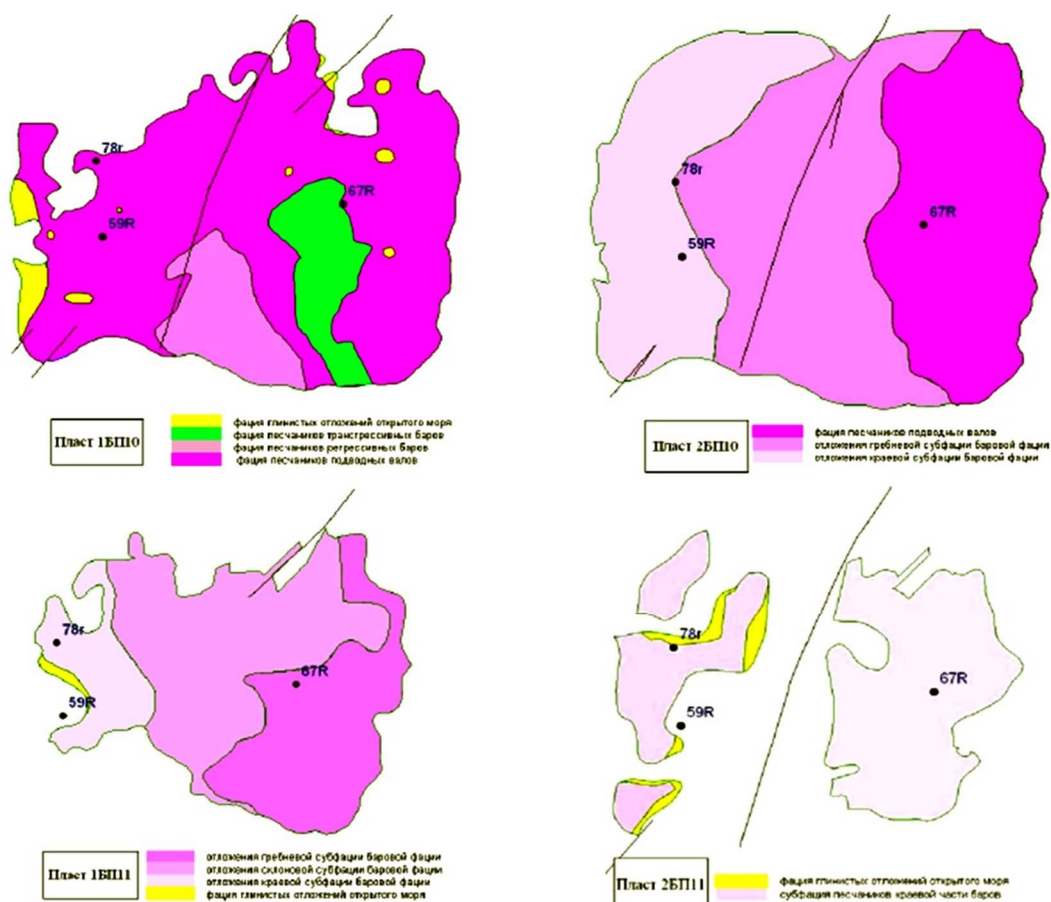 78r
67R
59R
Пласт 1БП10
фация глинистых отложений открытого моря
фация песчаников трансгрессивных баров
фация песчаников регрессивных баров
фация песчаников подводных валов
78r
67R
59R
Пласт 2БП10
фация песчаников подводных валов
отложения гребневой субфации баровой фации
отложения краевой субфации баровой фации
78r
67R
59R
Пласт 1БП11
отложения гребневой субфации баровой фации
отложения склоновой субфации баровой фации
отложения краевой субфации баровой фации
фация глинистых отложений открытого моря
78r
67R
59R
Пласт 2БП11
фация глинистых отложений открытого моря
субфация песчаников краевой части баров